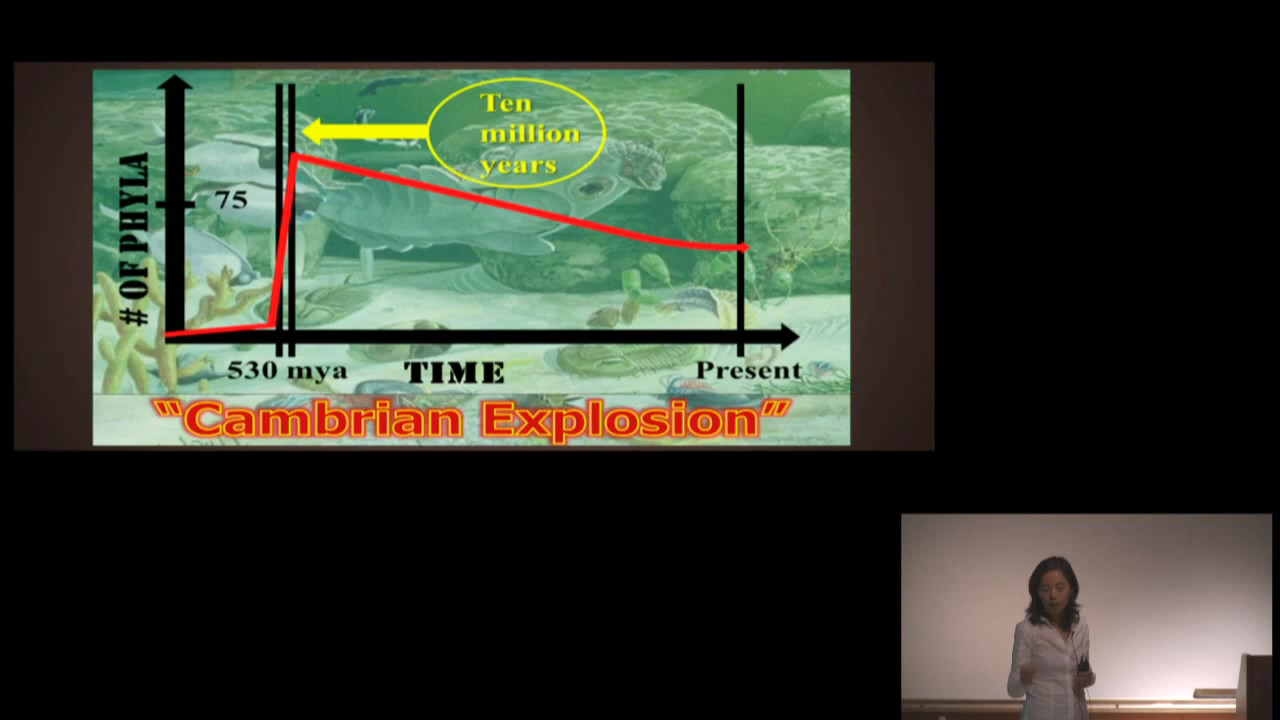 Ten
million
years
# OF PHYLA
75
530 mya
TIME
Present
“Cambrian Explosion”